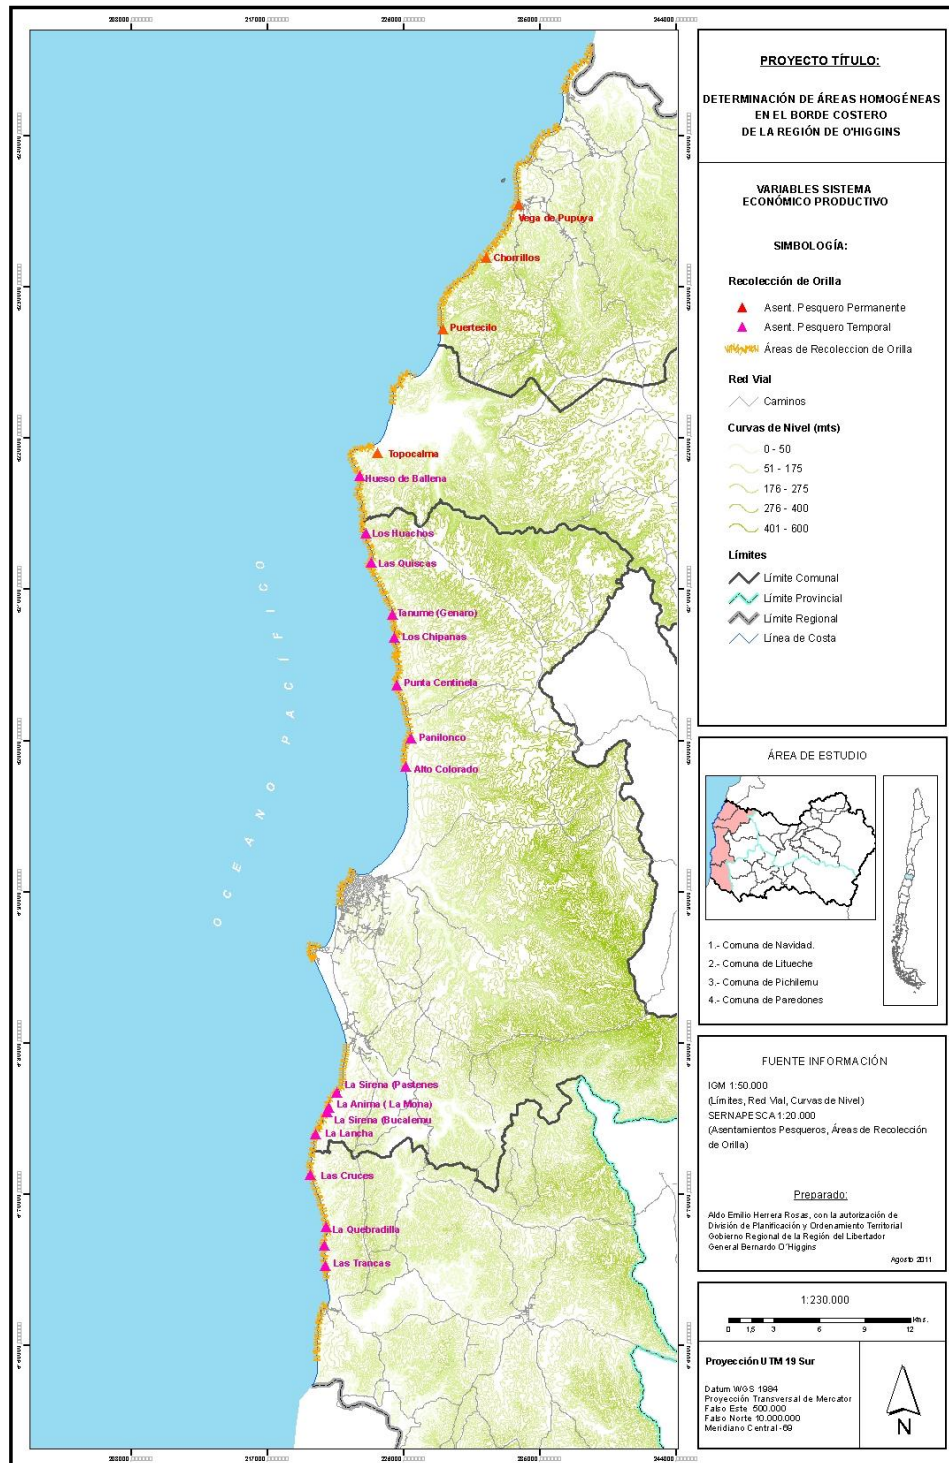 208000
217000
226000
235000
244000
Vega de Pupuya
Chorrillos
Puertecilo
Topocalma
Hueso de Ballena
Los Huachos
Las Quiscas
Tanume (Genaro)
Los Chipanas
Punta Centinela
Panilonco
Alto Colorado
La Sirena (Pastenes
La Anima ( La Mona)
La Sirena (Bucalemu
La Lancha
Las Cruces
La Quebradilla
Las Trancas
OCEANO PACÍFICO
PROYECTO TÍTULO:
DETERMINACIÓN DE ÁREAS HOMOGÉNEAS
EN EL BORDE COSTERO
DE LA REGIÓN DE O'HIGGINS
VARIABLES SISTEMA
ECONÓMICO PRODUCTIVO
SIMBOLOGÍA:
Recolección de Orilla
Asent. Pesquero Permanente
Asent. Pesquero Temporal
Áreas de Recoleccion de Orilla
Red Vial
Caminos
Curvas de Nivel (mts)
0 - 50
51 - 175
176 - 275
276 - 400
401 - 600
Límites
Límite Comunal
Límite Provincial
Límite Regional
Línea de Costa
ÁREA DE ESTUDIO
1.- Comuna de Navidad.
2.- Comuna de Litueche
3.- Comuna de Pichilemu
4.- Comuna de Paredones
FUENTE INFORMACIÓN
IGM 1:50.000
(Límites, Red Vial, Curvas de Nivel)
SERNAPESCA 1:20.000
(Asentamientos Pesqueros, Áreas de Recolección
de Orilla)
Preparado:
Aldo Emilio Herrera Rosas, con la autorización de
División de Planificación y Ordenamiento Territorial
Gobierno Regional de la Región del Libertador
General Bernardo O'Higgins
Agosto 2011
1:230.000
0 1,5 3 6 9 12 Kms.
Proyección UTM 19 Sur
Datum WGS 1984
Proyección Transversal de Mercator
Falso Este 500.000
Falso Norte 10.000.000
Meridiano Central -69
N